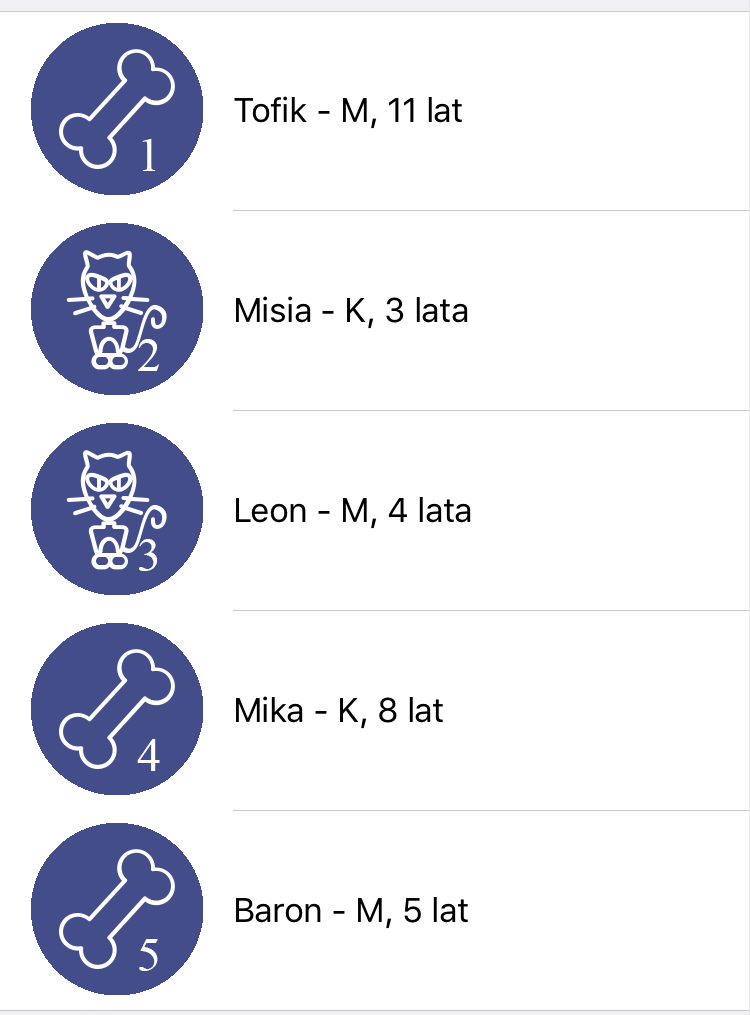 1 Tofik - M, 11 lat
2 Misia - K, 3 lata
3 Leon - M, 4 lata
4 Mika - K, 8 lat
5 Baron - M, 5 lat